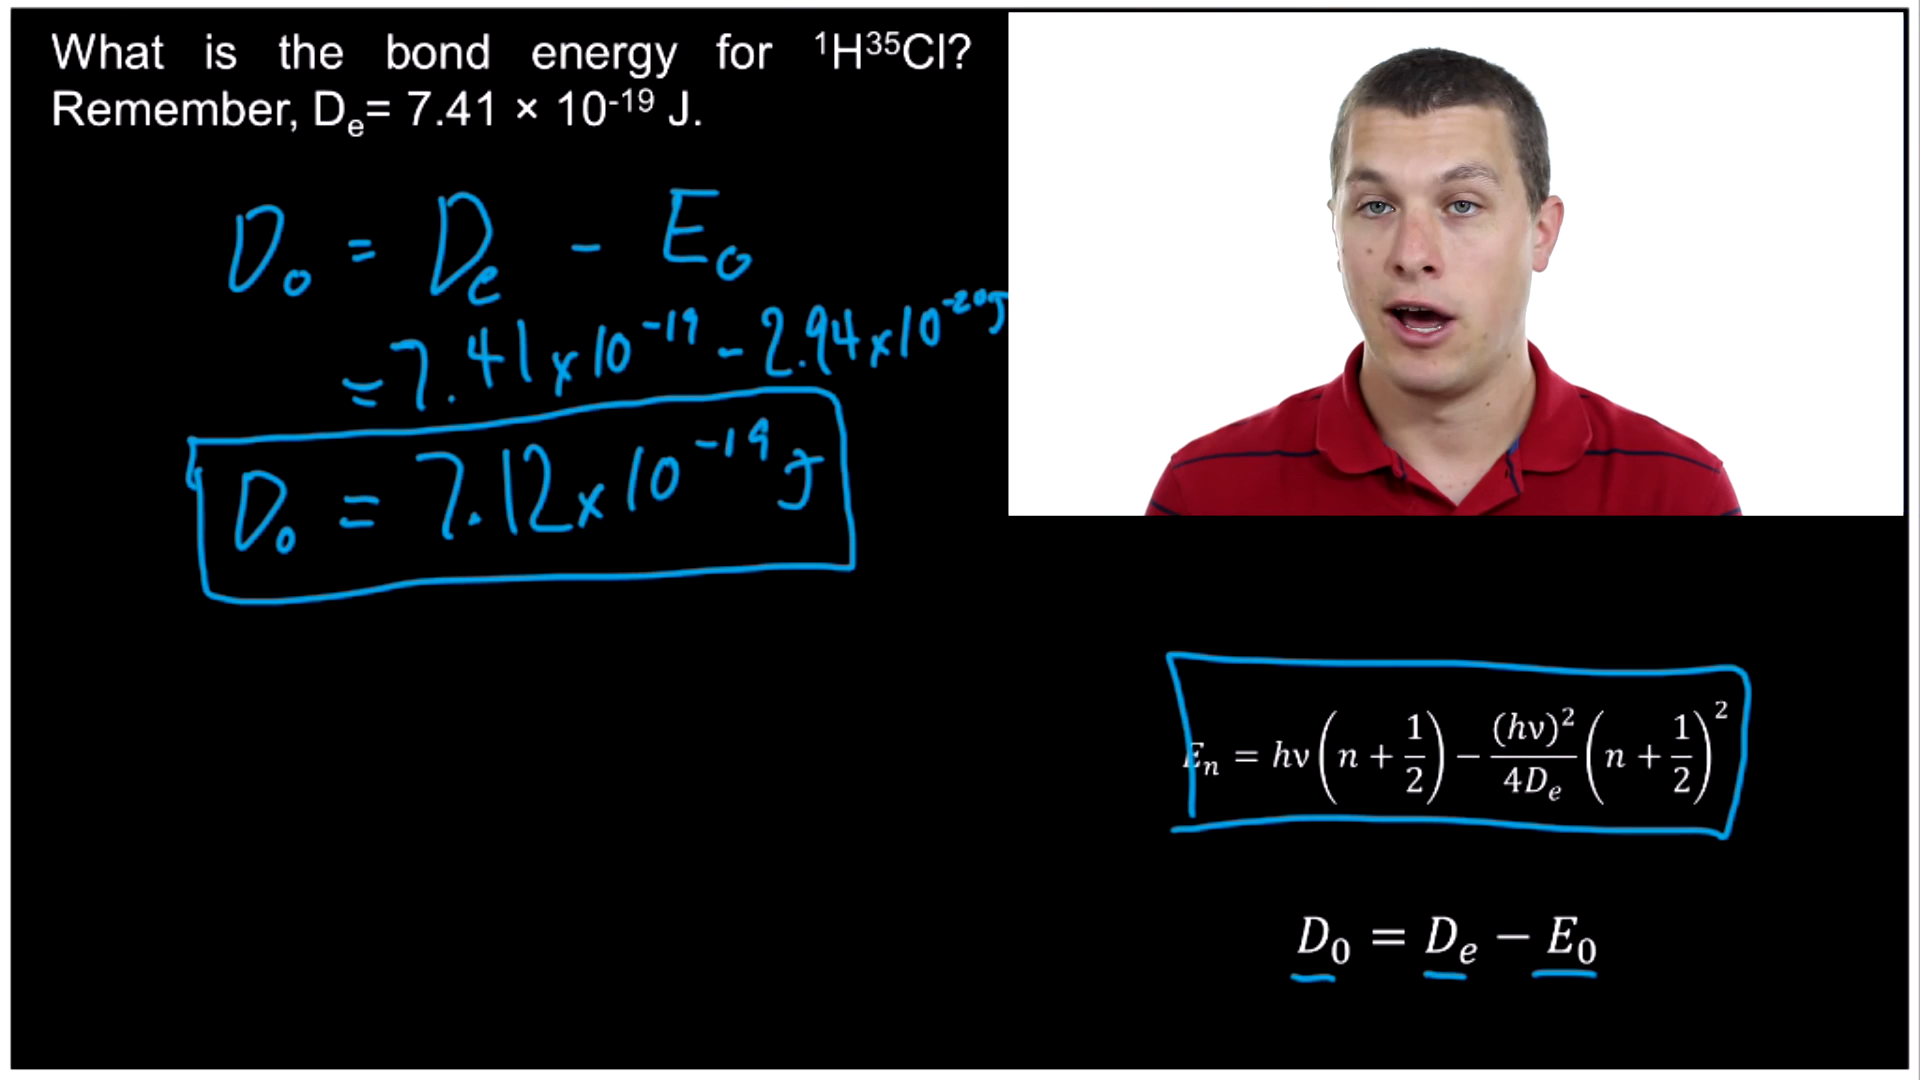 What is the bond energy for ¹H³⁵Cl?
Remember, Dₑ= 7.41 × 10⁻¹⁹ J.
D₀ = Dₑ - E₀
= 7.41 x 10⁻¹⁹ - 2.94 x 10⁻²⁰ J
D₀ = 7.12 x 10⁻¹⁹ J
Eₙ = hν(n + 1/2) − (hν)²/4Dₑ (n + 1/2)²
D₀ = Dₑ − E₀